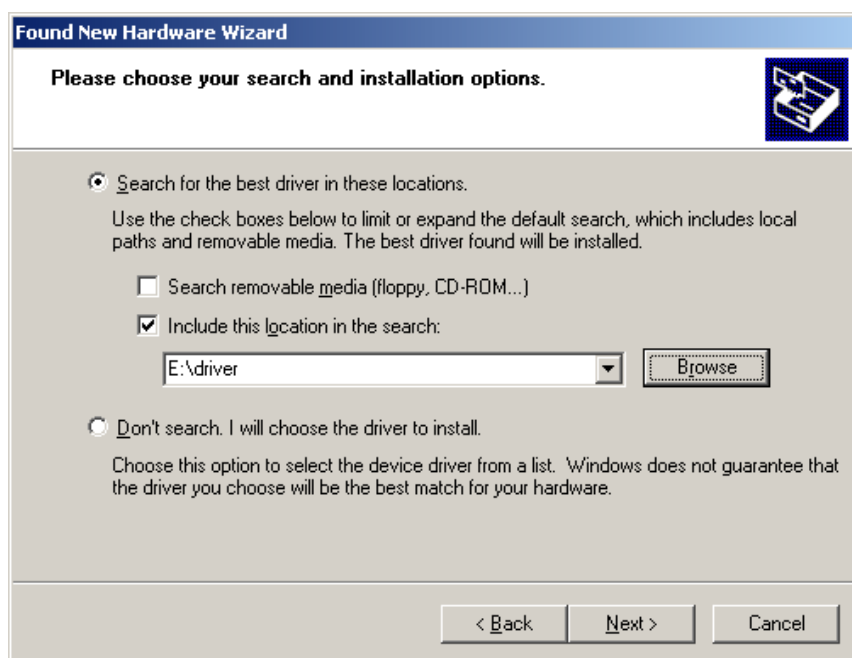 Found New Hardware Wizard
Please choose your search and installation options.
Search for the best driver in these locations.
Use the check boxes below to limit or expand the default search, which includes local
paths and removable media. The best driver found will be installed.
Search removable media (floppy, CD-ROM...)
Include this location in the search:
E:\driver
Browse
Don't search. I will choose the driver to install.
Choose this option to select the device driver from a list. Windows does not guarantee that
the driver you choose will be the best match for your hardware.
< Back
Next >
Cancel